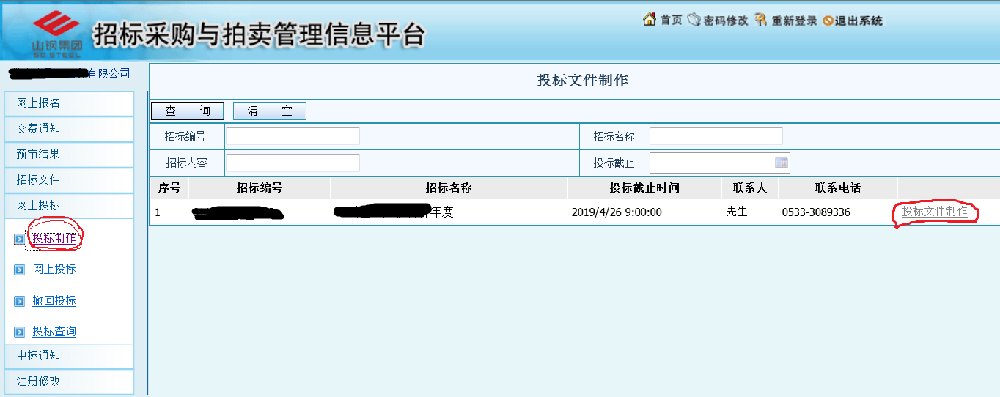 山钢集团
SD STEEL
招标采购与拍卖管理信息平台
首页 密码修改 重新登录 退出系统
有限公司
网上报名
交费通知
预审结果
招标文件
网上投标
投标制作
网上投标
撤回投标
投标查询
中标通知
注册修改
投标文件制作
查 询 清 空
招标编号 招标名称
招标内容 投标截止
序号 招标编号 招标名称 投标截止时间 联系人 联系电话
1 年度 2019/4/26 9:00:00 先生 0533-3089336 投标文件制作